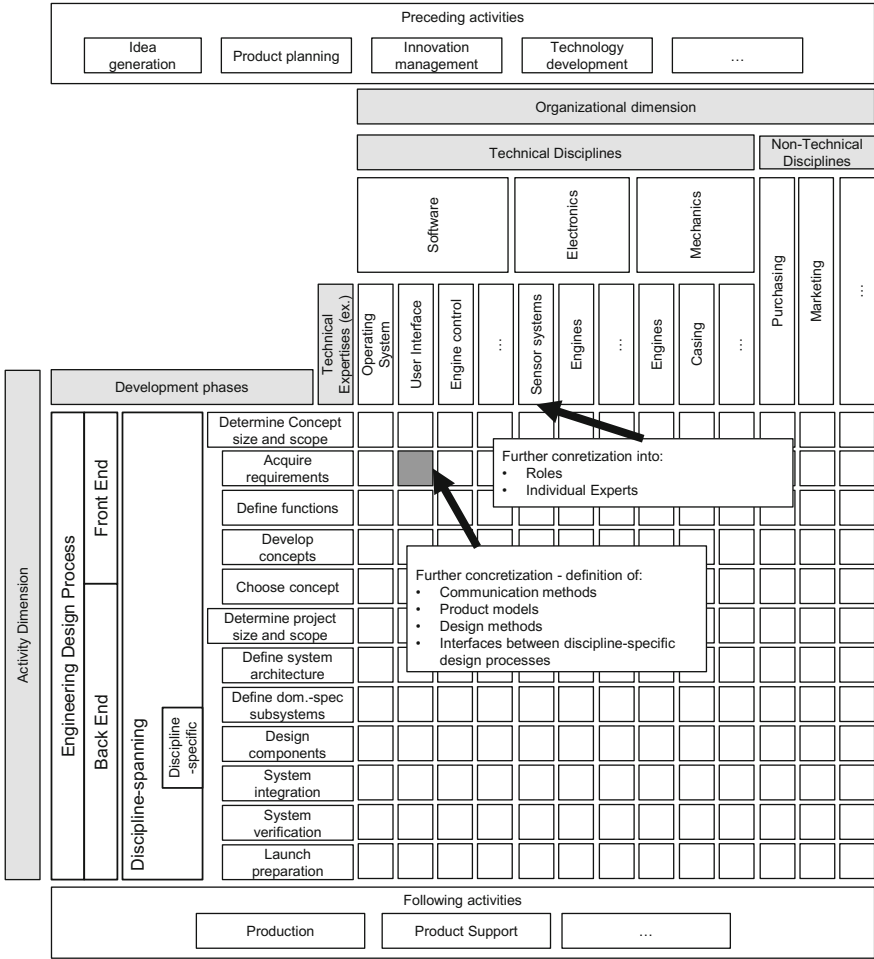 Preceding activities
Idea
generation
Product planning
Innovation
management
Technology
development
…
Organizational dimension
Technical Disciplines
Non-Technical
Disciplines
Software
Electronics
Mechanics
Purchasing
Marketing
…
Technical
Expertises (ex.)
Operating
System
User Interface
Engine control
…
Sensor systems
Engines
…
Engines
Casing
…
Development phases
Activity Dimension
Engineering Design Process
Front End
Back End
Discipline-spanning
Discipline
-specific
Determine Concept
size and scope
Acquire
requirements
Define functions
Develop
concepts
Choose concept
Determine project
size and scope
Define system
architecture
Define dom.-spec
subsystems
Design
components
System
integration
System
verification
Launch
preparation
Further conretization into:
• Roles
• Individual Experts
Further concretization - definition of:
• Communication methods
• Product models
• Design methods
• Interfaces between discipline-specific
design processes
Following activities
Production
Product Support
…